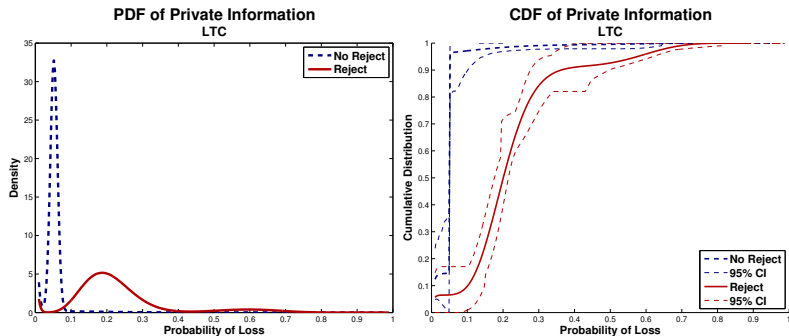 PDF of Private Information
LTC
35
30
25
20
15
10
5
0
Density
0
0.1
0.2
0.3
0.4
0.5
0.6
0.7
0.8
0.9
1
Probability of Loss
No Reject
Reject
CDF of Private Information
LTC
1
0.9
0.8
0.7
0.6
0.5
0.4
0.3
0.2
0.1
0
Cumulative Distribution
0
0.1
0.2
0.3
0.4
0.5
0.6
0.7
0.8
0.9
1
Probability of Loss
No Reject
95% CI
Reject
95% CI